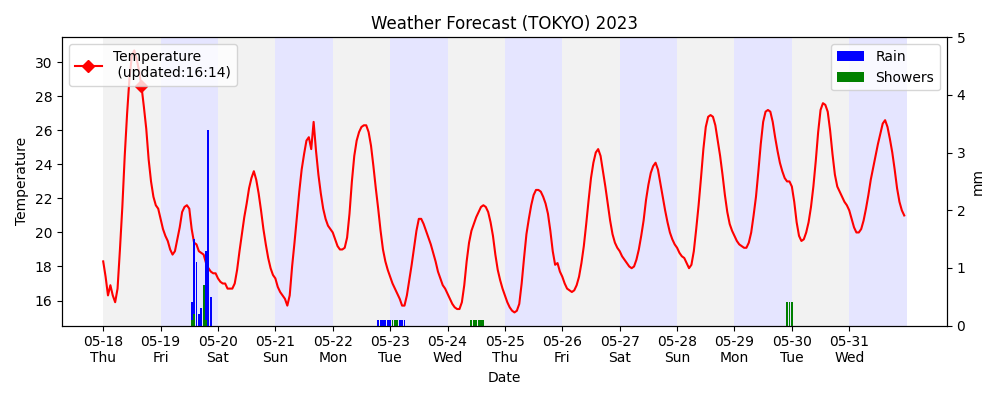 Weather Forecast (TOKYO) 2023
Temperature
(updated:16:14)
Rain
Showers
Temperature
30
28
26
24
22
20
18
16
5
4
3
2
1
0
mm
05-18 05-19 05-20 05-21 05-22 05-23 05-24 05-25 05-26 05-27 05-28 05-29 05-30 05-31
Thu Fri Sat Sun Mon Tue Wed Thu Fri Sat Sun Mon Tue Wed
Date